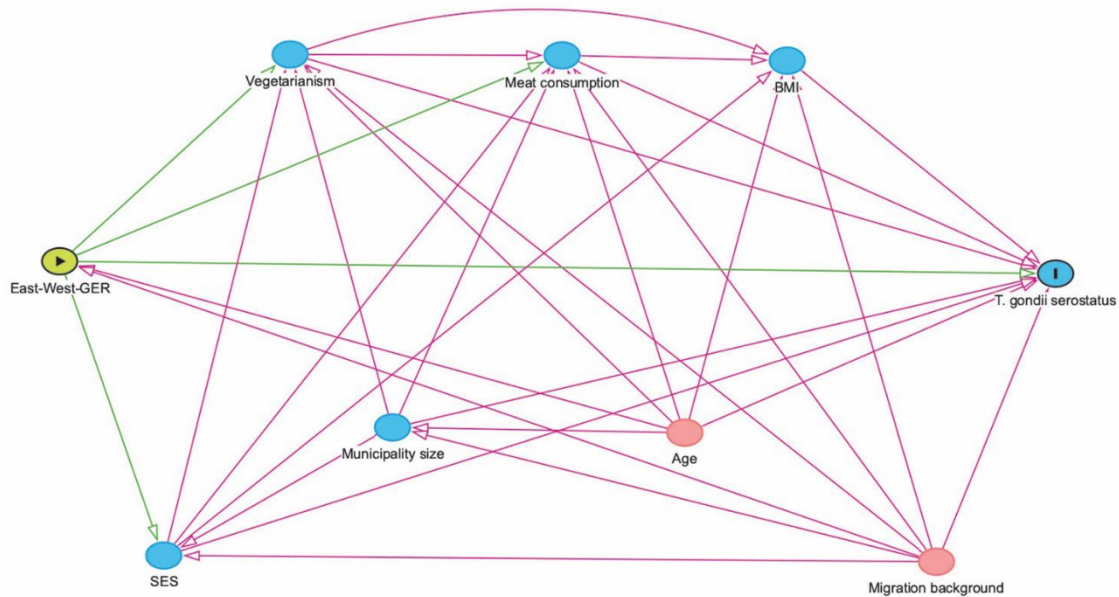 Vegetarianism
Meat consumption
BMI
East-West-GER
T. gondii serostatus
Municipality size
Age
SES
Migration background